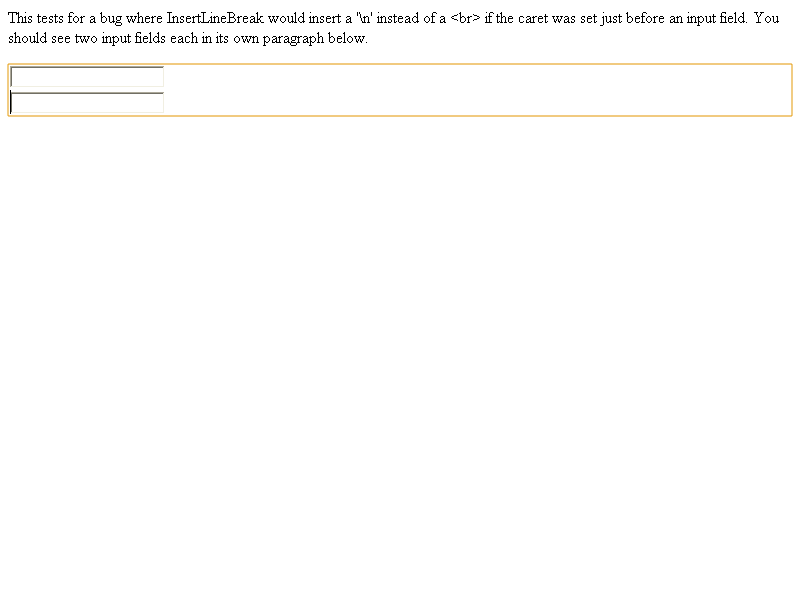 This tests for a bug where InsertLineBreak would insert a '\n' instead of a <br> if the caret was set just before an input field. You
should see two input fields each in its own paragraph below.